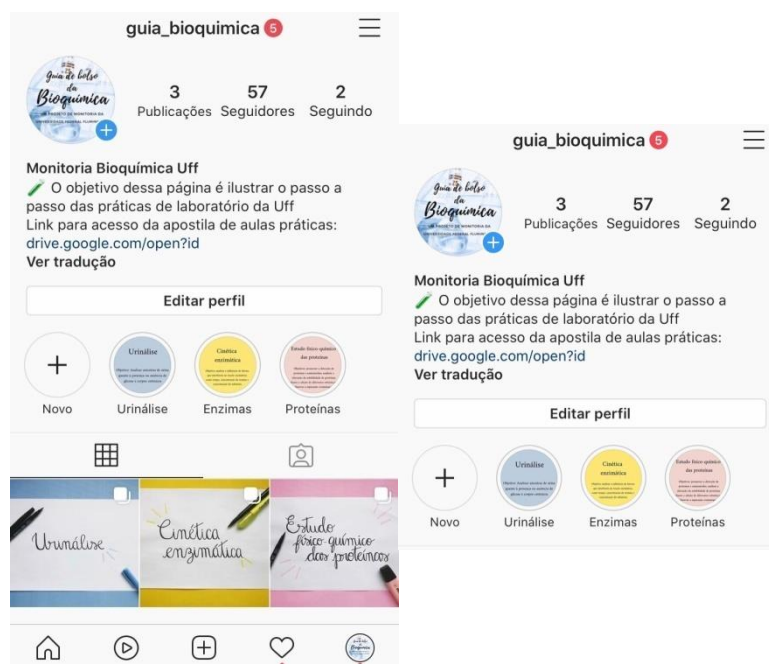 guia_bioquimica 5
Guia de bolso
da
Bioquímica
3 57 2
Publicações Seguidores Seguindo
Monitoria Bioquímica Uff
O objetivo dessa página é ilustrar o passo a
passo das práticas de laboratório da Uff
Link para acesso da apostila de aulas práticas:
drive.google.com/open?id
Ver tradução
Editar perfil
Urinálise
Cinética
enzimática
Estudo físico-químico
das proteínas
Novo Urinálise Enzimas Proteínas
Urinálise
Cinética
enzimática
Estudo
físico-químico
das proteínas
guia_bioquimica 5
Guia de bolso
da
Bioquímica
3 57 2
Publicações Seguidores Seguindo
Monitoria Bioquímica Uff
O objetivo dessa página é ilustrar o passo a
passo das práticas de laboratório da Uff
Link para acesso da apostila de aulas práticas:
drive.google.com/open?id
Ver tradução
Editar perfil
Urinálise
Cinética
enzimática
Estudo físico-químico
das proteínas
Novo Urinálise Enzimas Proteínas